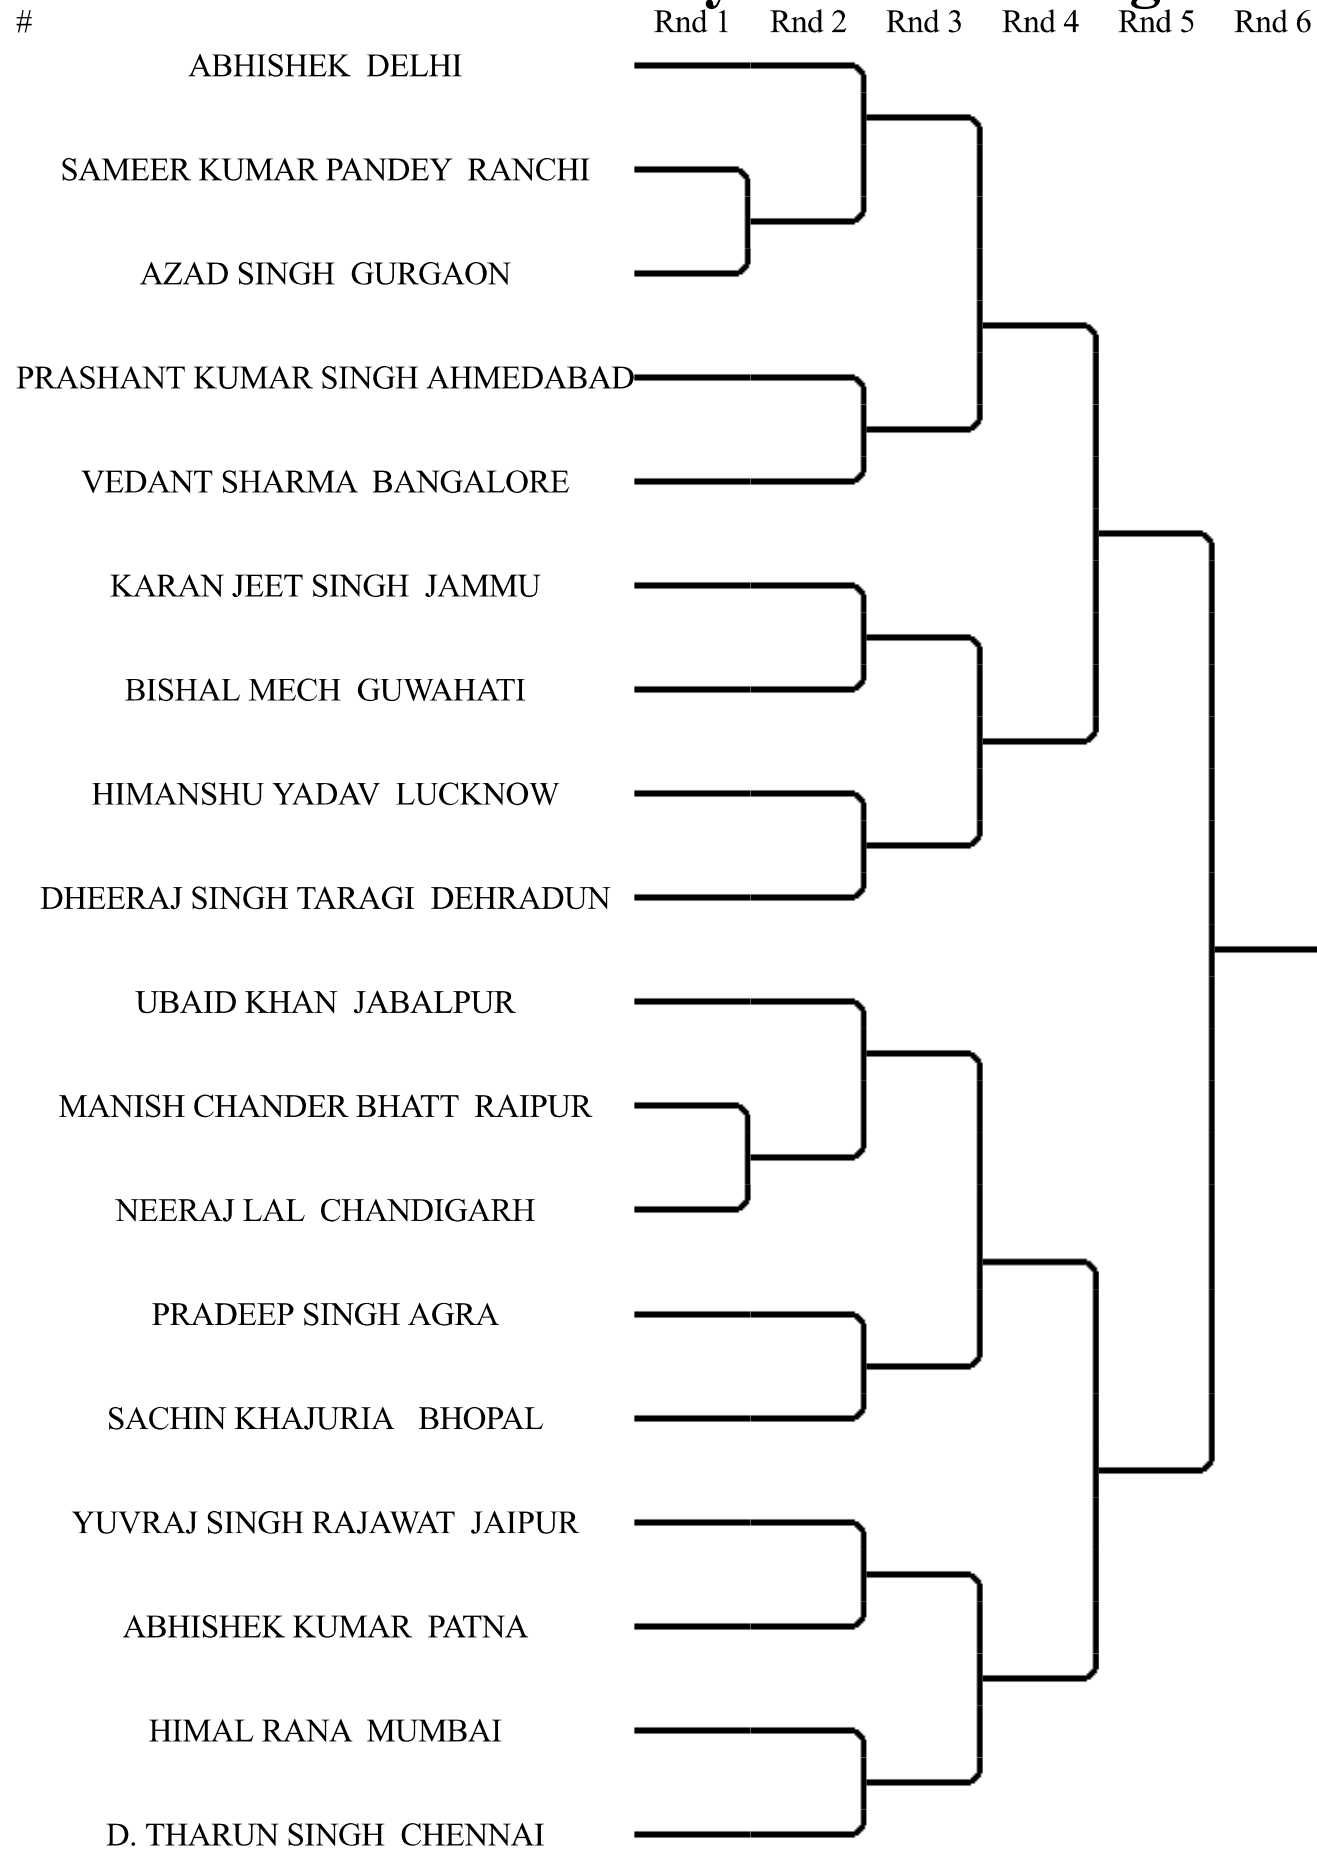 # Rnd 1 Rnd 2 Rnd 3 Rnd 4 Rnd 5 Rnd 6
ABHISHEK DELHI
SAMEER KUMAR PANDEY RANCHI
AZAD SINGH GURGAON
PRASHANT KUMAR SINGH AHMEDABAD
VEDANT SHARMA BANGALORE
KARAN JEET SINGH JAMMU
BISHAL MECH GUWAHATI
HIMANSHU YADAV LUCKNOW
DHEERAJ SINGH TARAGI DEHRADUN
UBAID KHAN JABALPUR
MANISH CHANDER BHATT RAIPUR
NEERAJ LAL CHANDIGARH
PRADEEP SINGH AGRA
SACHIN KHAJURIA BHOPAL
YUVRAJ SINGH RAJAWAT JAIPUR
ABHISHEK KUMAR PATNA
HIMAL RANA MUMBAI
D. THARUN SINGH CHENNAI